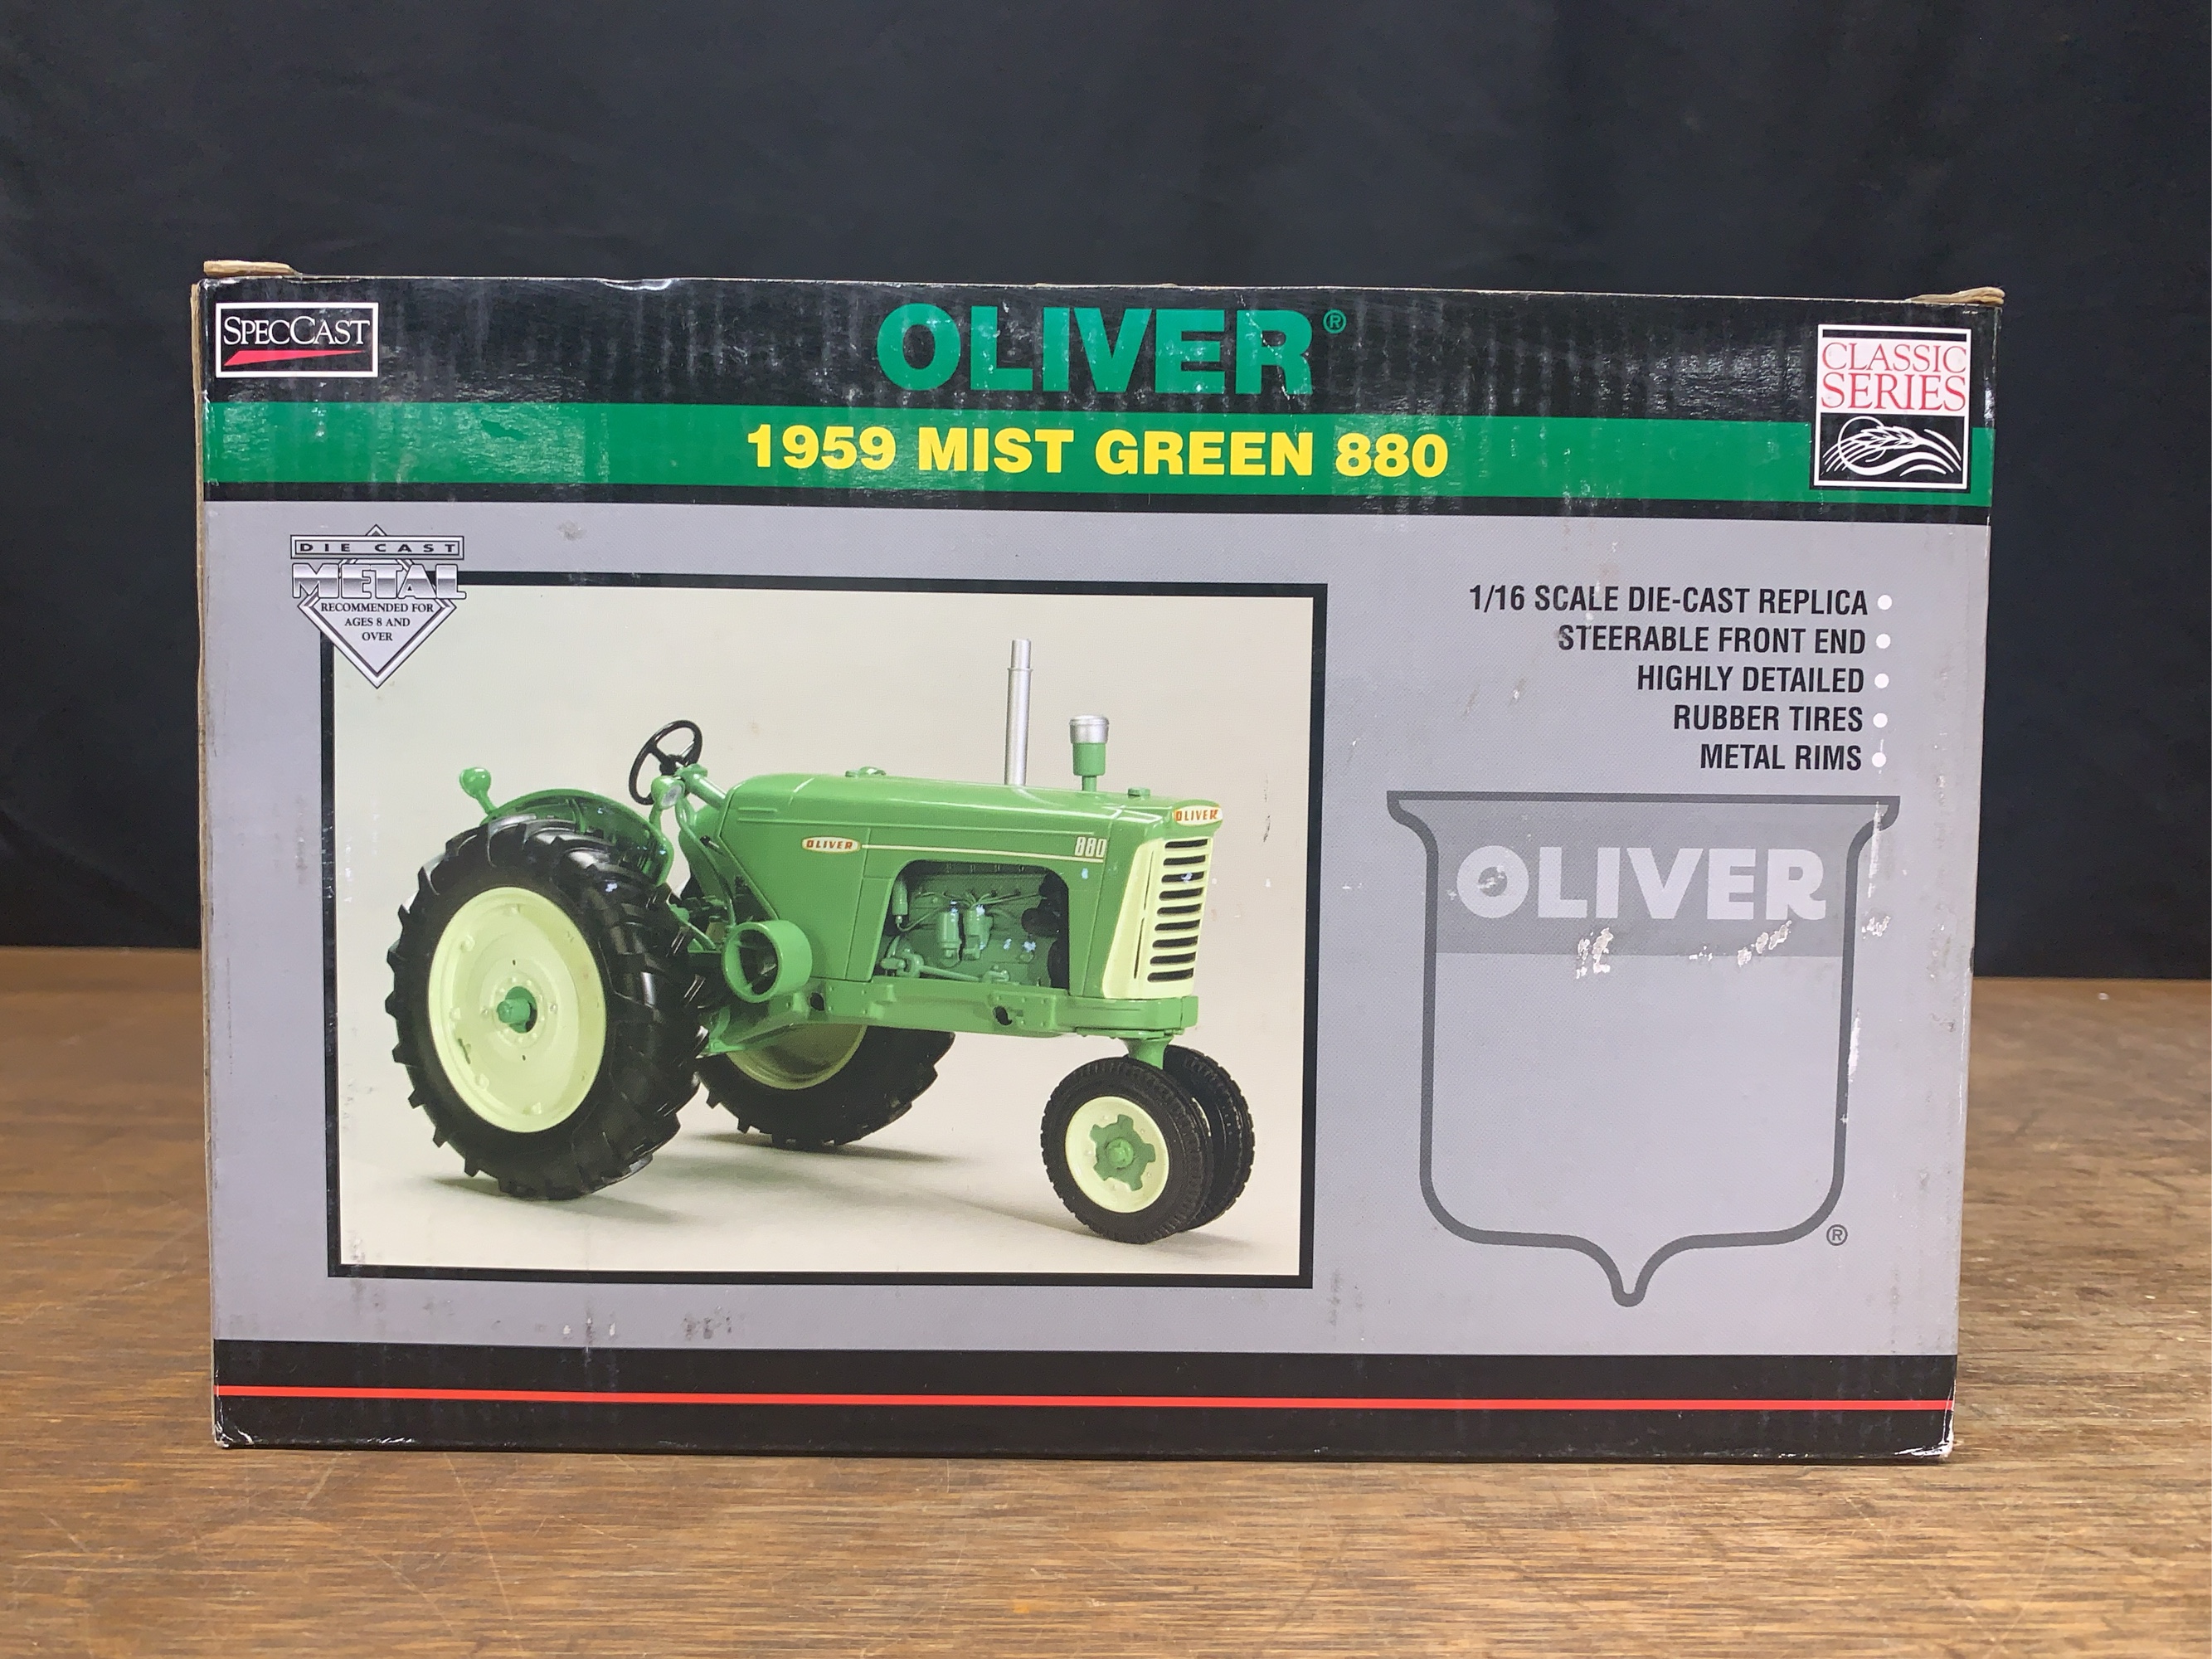 SPECCAST
OLIVER®
CLASSIC
SERIES
1959 MIST GREEN 880
DIE CAST
METAL
RECOMMENDED FOR
AGES 8 AND
OVER
1/16 SCALE DIE-CAST REPLICA
STEERABLE FRONT END
HIGHLY DETAILED
RUBBER TIRES
METAL RIMS
OLIVER
OLIVER
880
OLIVER
®